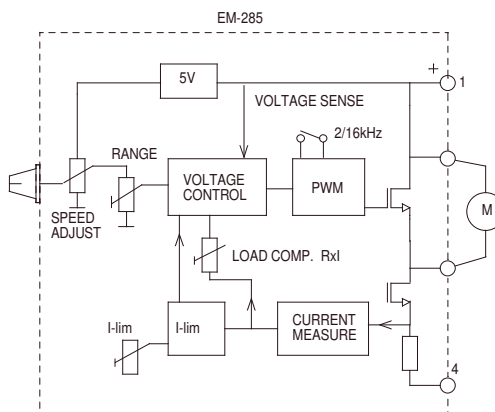 EM-285
+
1
5V
VOLTAGE SENSE
2/16kHz
RANGE
VOLTAGE
CONTROL
PWM
M
SPEED
ADJUST
LOAD COMP. RxI
I-lim
I-lim
CURRENT
MEASURE
4